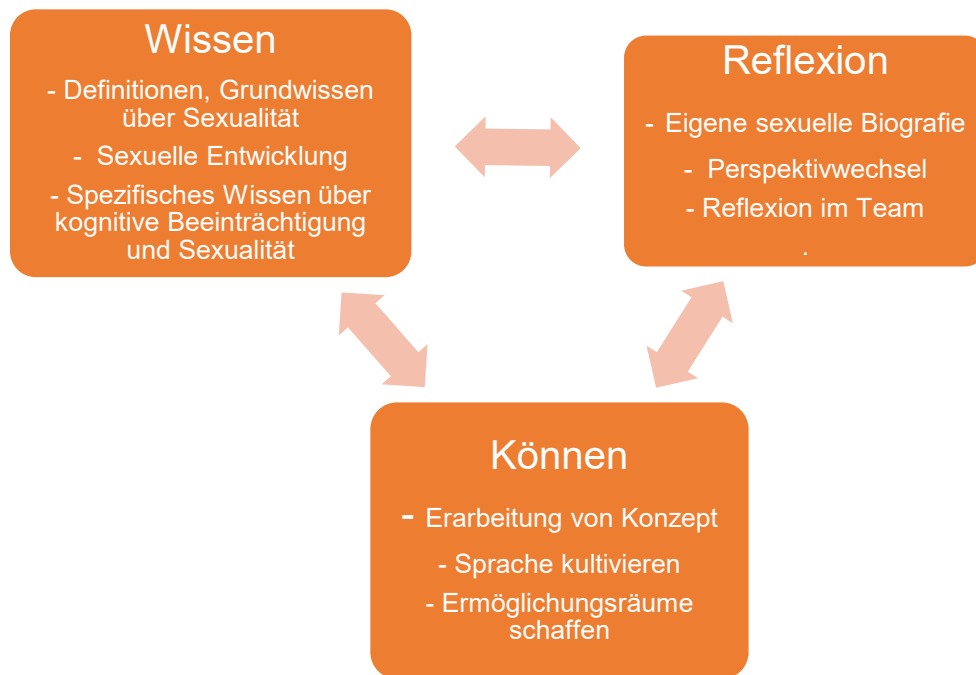 Wissen
- Definitionen, Grundwissen
über Sexualität
- Sexuelle Entwicklung
- Spezifisches Wissen über
kognitive Beeinträchtigung
und Sexualität
Reflexion
- Eigene sexuelle Biografie
- Perspektivwechsel
- Reflexion im Team
.
Können
- Erarbeitung von Konzept
- Sprache kultivieren
- Ermöglichungsräume
schaffen